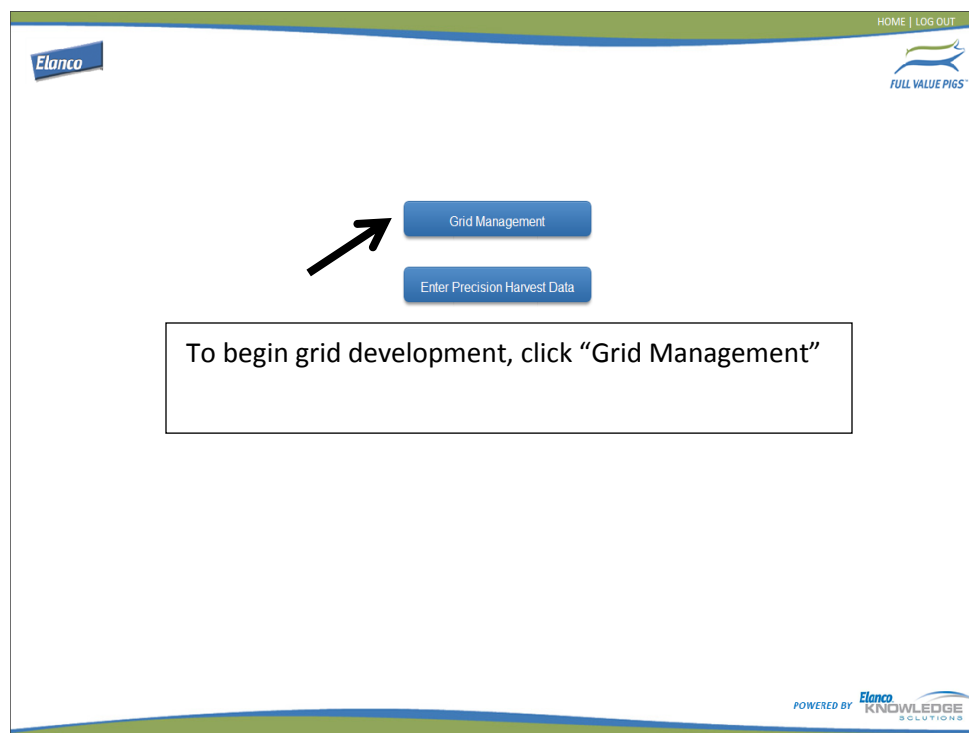 HOME | LOG OUT
Elanco
FULL VALUE PIGS™
Grid Management
Enter Precision Harvest Data
To begin grid development, click “Grid Management”
POWERED BY Elanco
KNOWLEDGE
SOLUTIONS